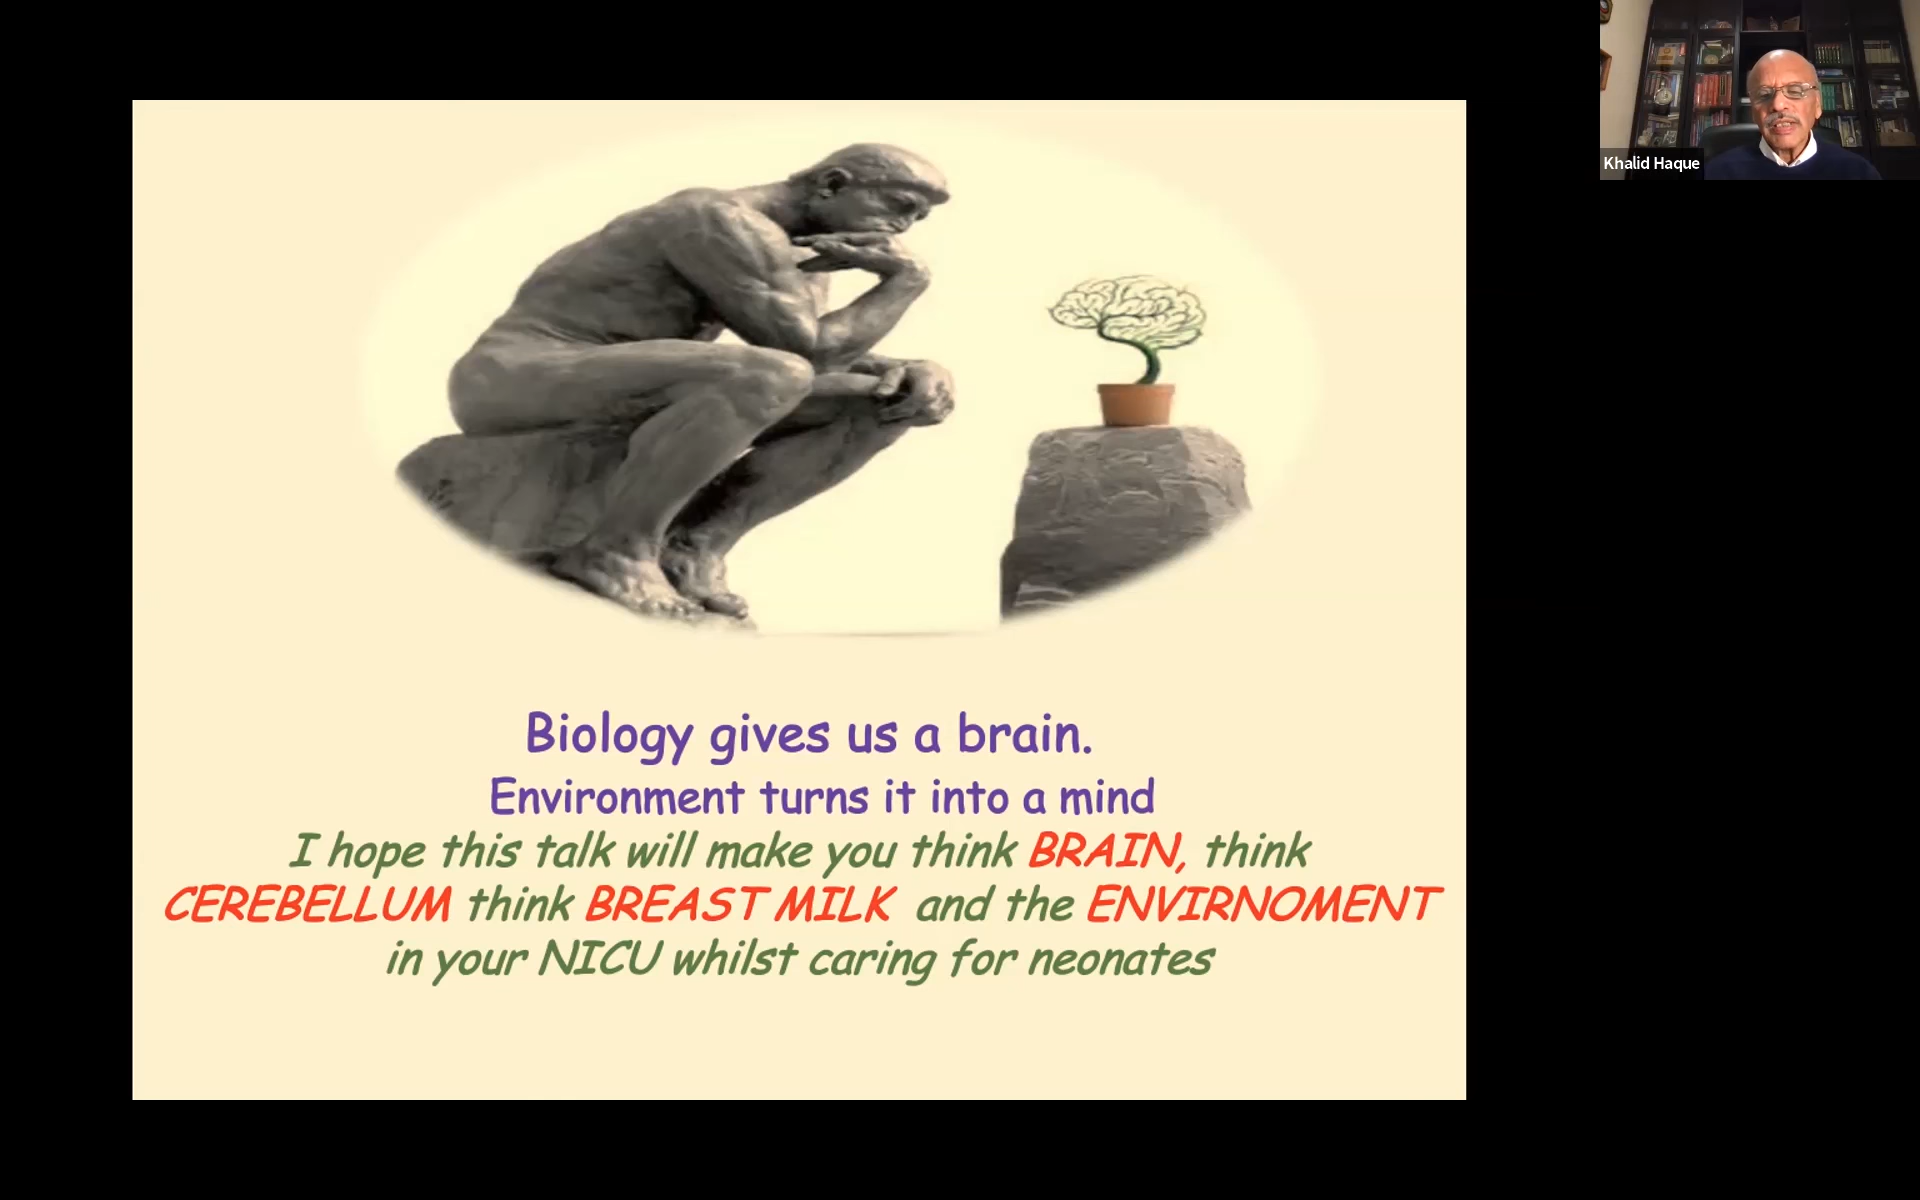 Khalid Haque
Biology gives us a brain.
Environment turns it into a mind
I hope this talk will make you think BRAIN, think
CEREBELLUM think BREAST MILK and the ENVIRNOMENT
in your NICU whilst caring for neonates